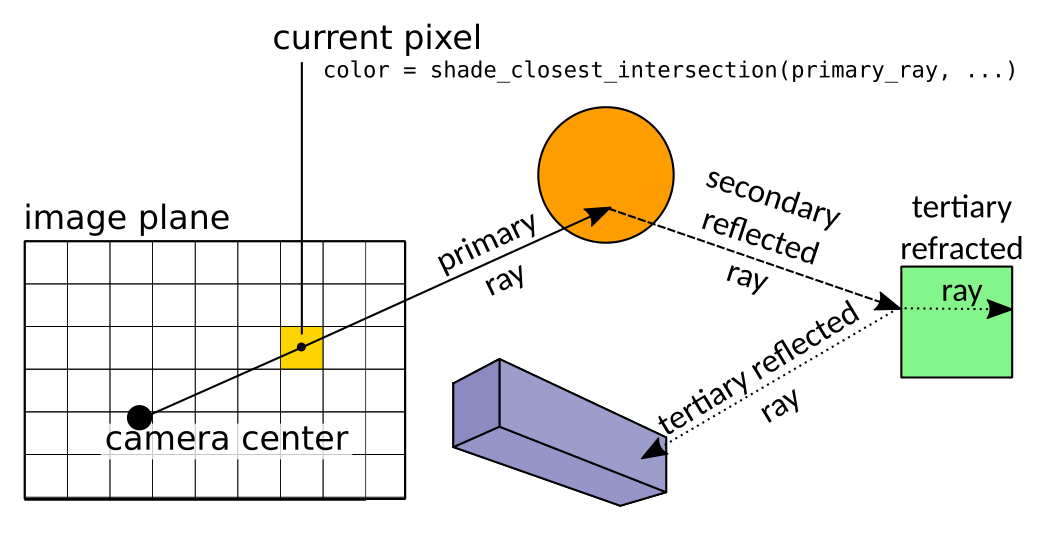 current pixel
color = shade_closest_intersection(primary_ray, ...)
image plane
camera center
primary
ray
secondary
reflected
ray
tertiary
refracted
ray
tertiary reflected
ray